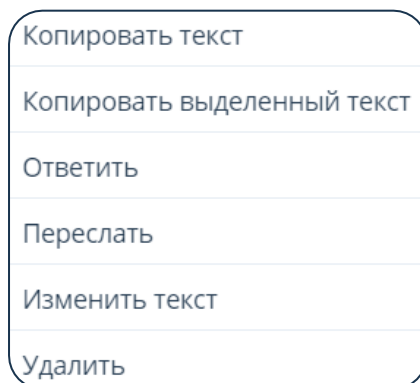 Копировать текст
Копировать выделенный текст
Ответить
Переслать
Изменить текст
Удалить